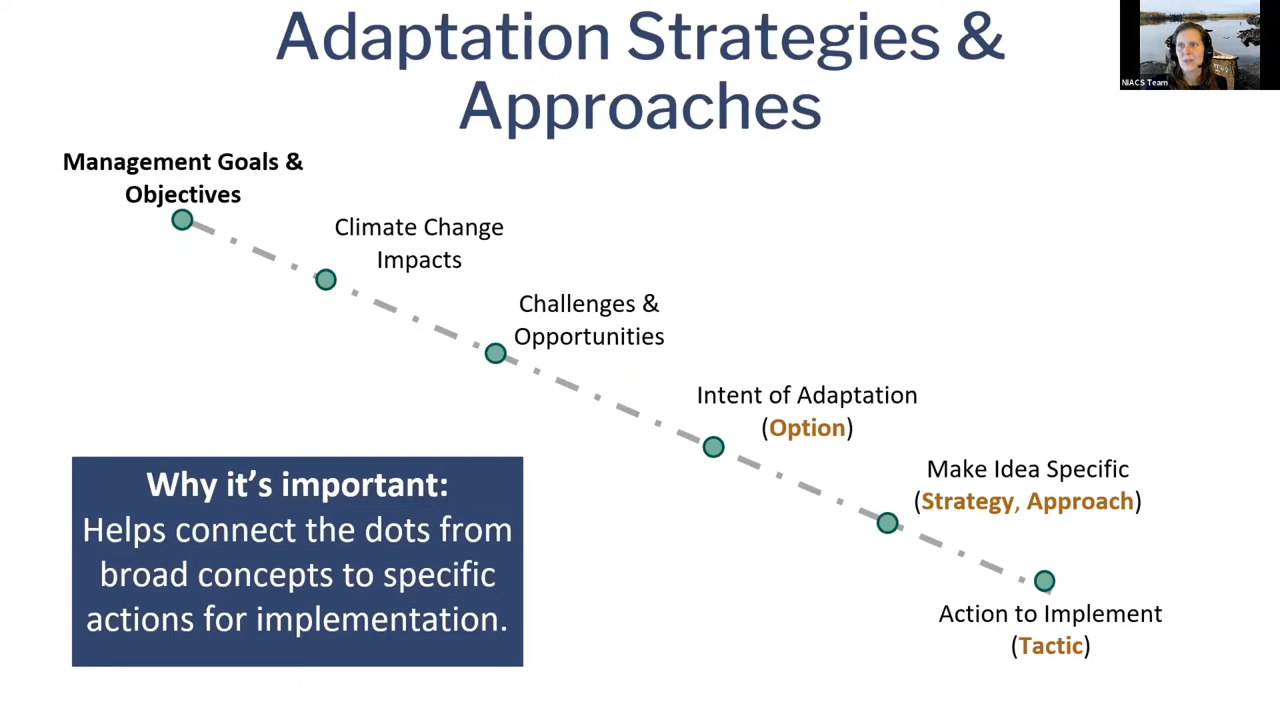 Adaptation Strategies &
Approaches
NIACS Team
Management Goals &
Objectives
Climate Change
Impacts
Challenges &
Opportunities
Intent of Adaptation
(Option)
Make Idea Specific
(Strategy, Approach)
Action to Implement
(Tactic)
Why it’s important:
Helps connect the dots from
broad concepts to specific
actions for implementation.